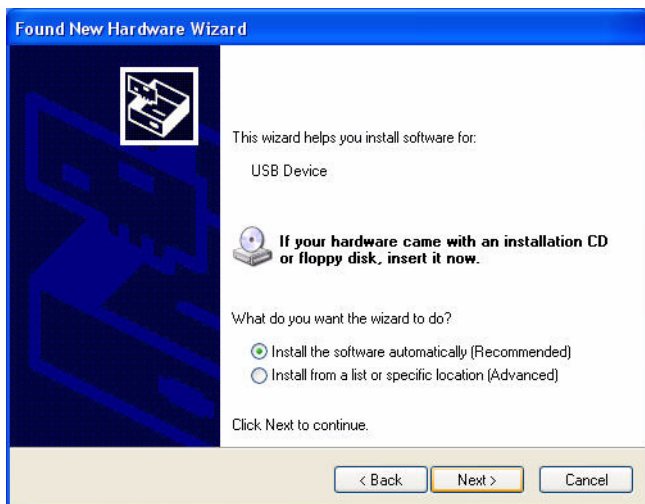 Found New Hardware Wizard
This wizard helps you install software for:
USB Device
If your hardware came with an installation CD
or floppy disk, insert it now.
What do you want the wizard to do?
Install the software automatically (Recommended)
Install from a list or specific location (Advanced)
Click Next to continue.
< Back
Next >
Cancel